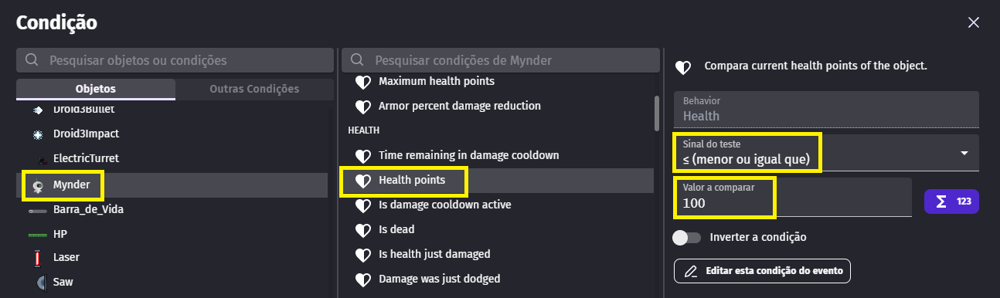 Condição
Pesquisar objetos ou condições
Objetos
Outras Condições
Droid3Bullet
Droid3Impact
ElectricTurret
Mynder
Barra_de_Vida
HP
Laser
Saw
Pesquisar condições de Mynder
Maximum health points
Armor percent damage reduction
HEALTH
Time remaining in damage cooldown
Health points
Is damage cooldown active
Is dead
Is health just damaged
Damage was just dodged
Compara current health points of the object.
Behavior
Health
Sinal do teste
≤ (menor ou igual que)
Valor a comparar
100
Σ 123
Inverter a condição
Editar esta condição do evento